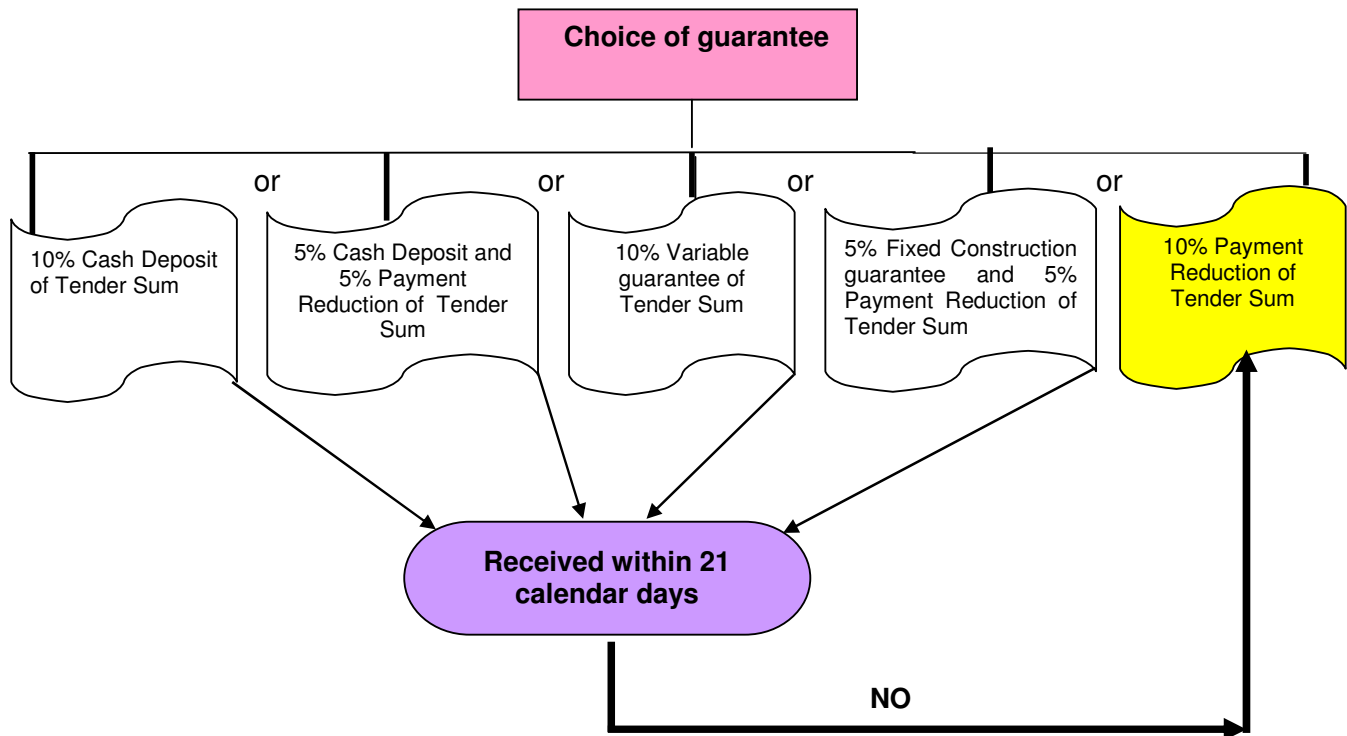 Choice of guarantee
or
or
or
or
10% Cash Deposit
of Tender Sum
5% Cash Deposit and
5% Payment
Reduction of Tender
Sum
10% Variable
guarantee of
Tender Sum
5% Fixed Construction
guarantee and 5%
Payment Reduction of
Tender Sum
10% Payment
Reduction of
Tender Sum
Received within 21
calendar days
NO